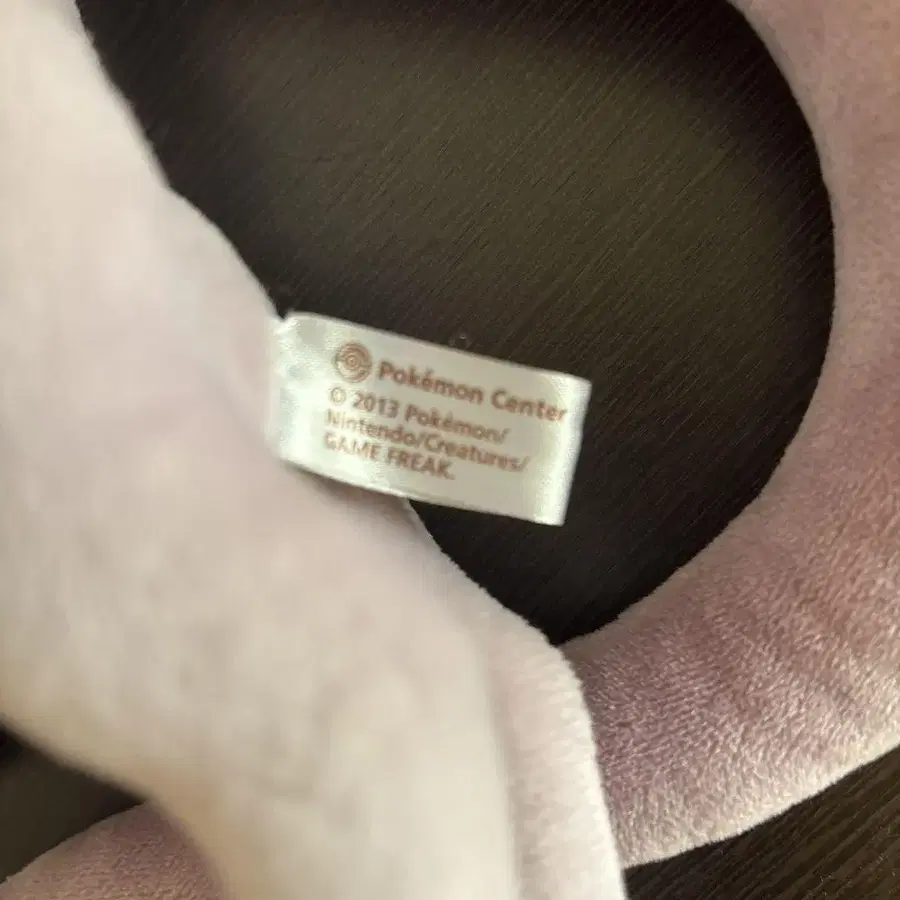 Pokémon Center
© 2013 Pokémon/
Nintendo/Creatures/
GAME FREAK.